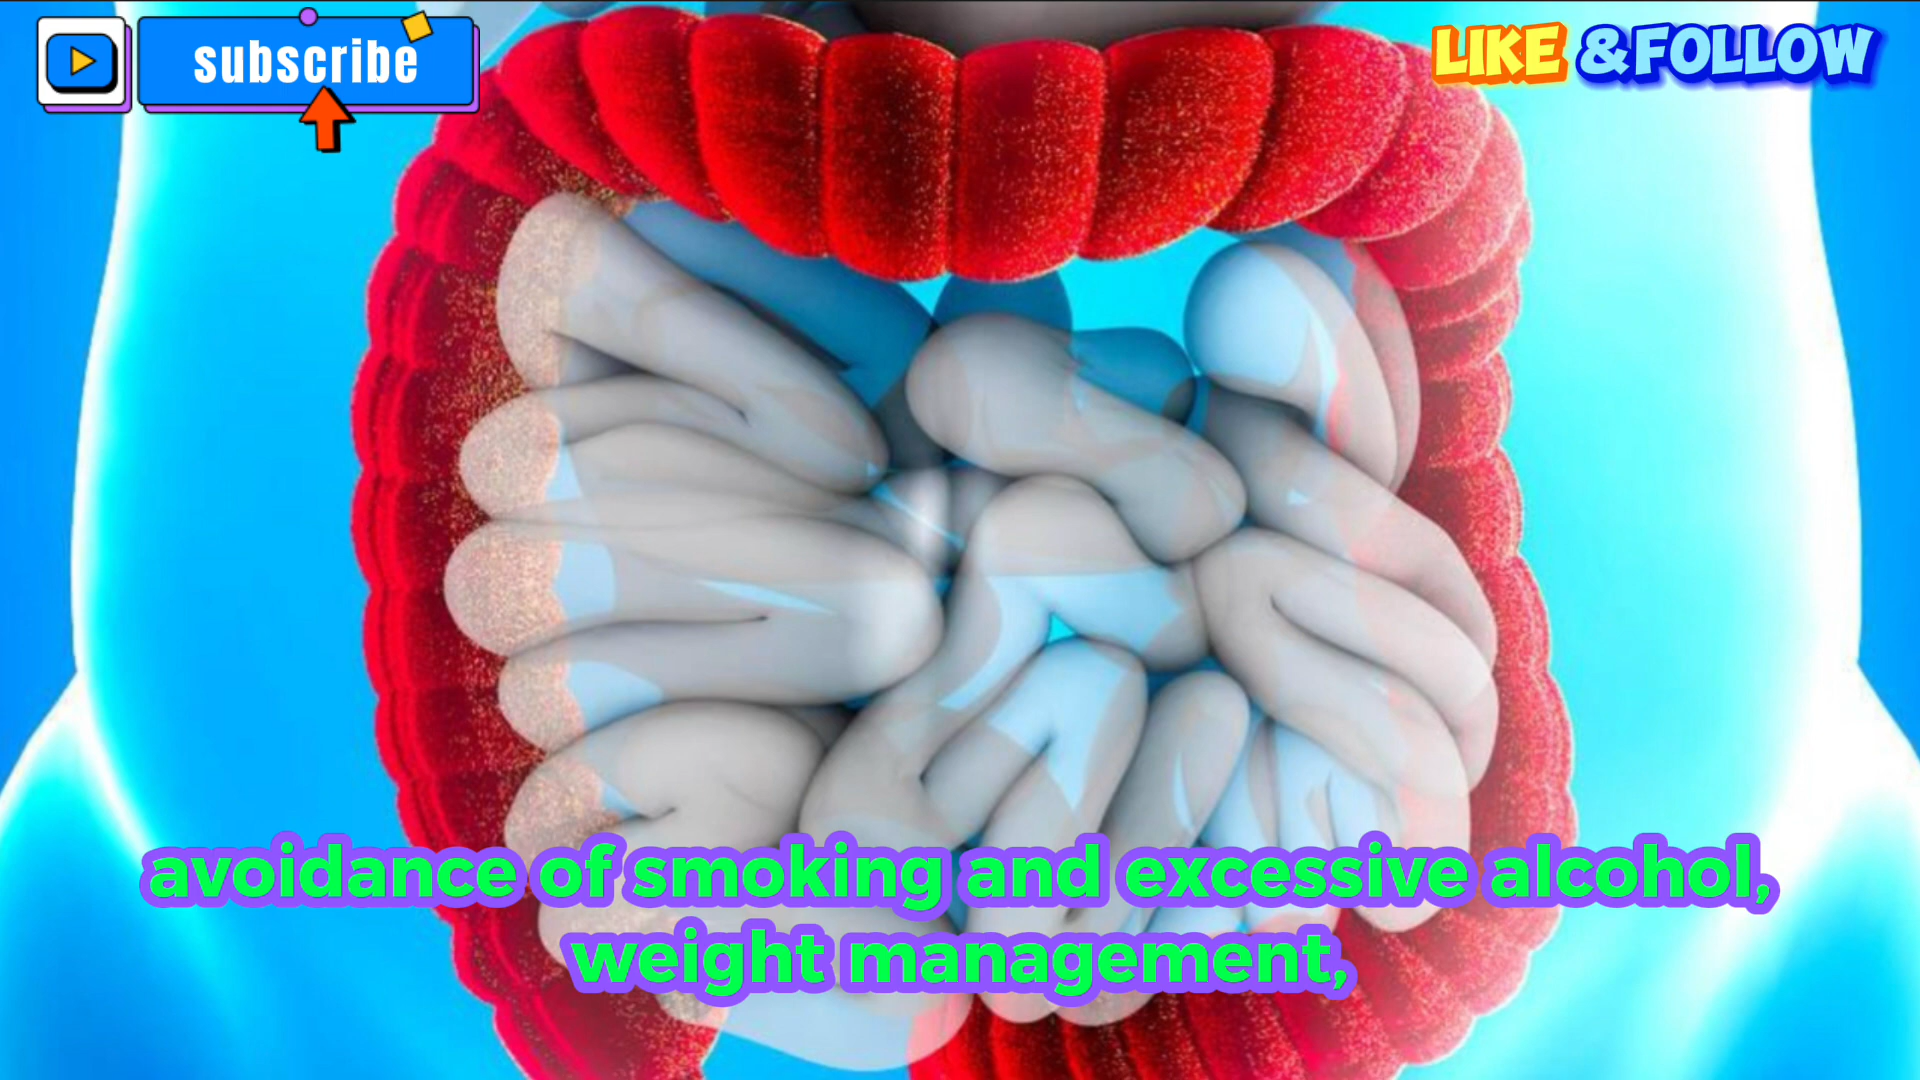 subscribe
LIKE &FOLLOW
avoidance of smoking and excessive alcohol,
weight management,